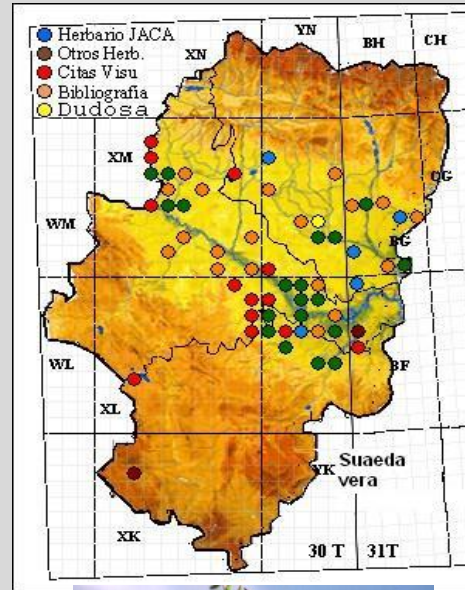 Herbario JACA
Otros Herb.
Citas Visu
Bibliografia
Dudosa
YN
BH
CH
XN
XM
CG
WM
BG
WL
BF
XL
YK
Suaeda
vera
XK
30 T
31T